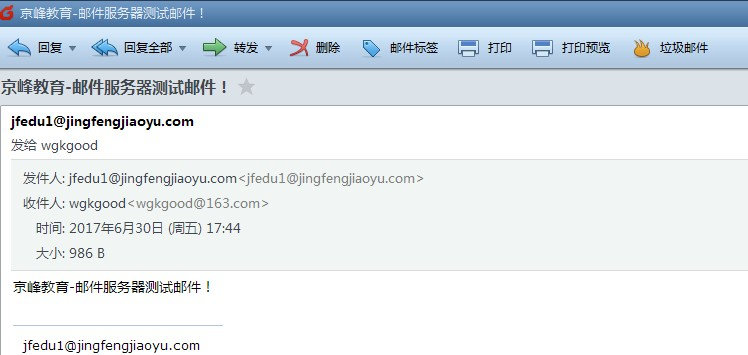 京峰教育-邮件服务器测试邮件！
回复 回复全部 转发 删除 邮件标签 打印 打印预览 垃圾邮件
京峰教育-邮件服务器测试邮件！
jfedu1@jingfengjiaoyu.com
发给 wgkgood
发件人: jfedu1@jingfengjiaoyu.com<jfedu1@jingfengjiaoyu.com>
收件人: wgkgood<wgkgood@163.com>
时间: 2017年6月30日 (周五) 17:44
大小: 986 B
京峰教育-邮件服务器测试邮件！
jfedu1@jingfengjiaoyu.com